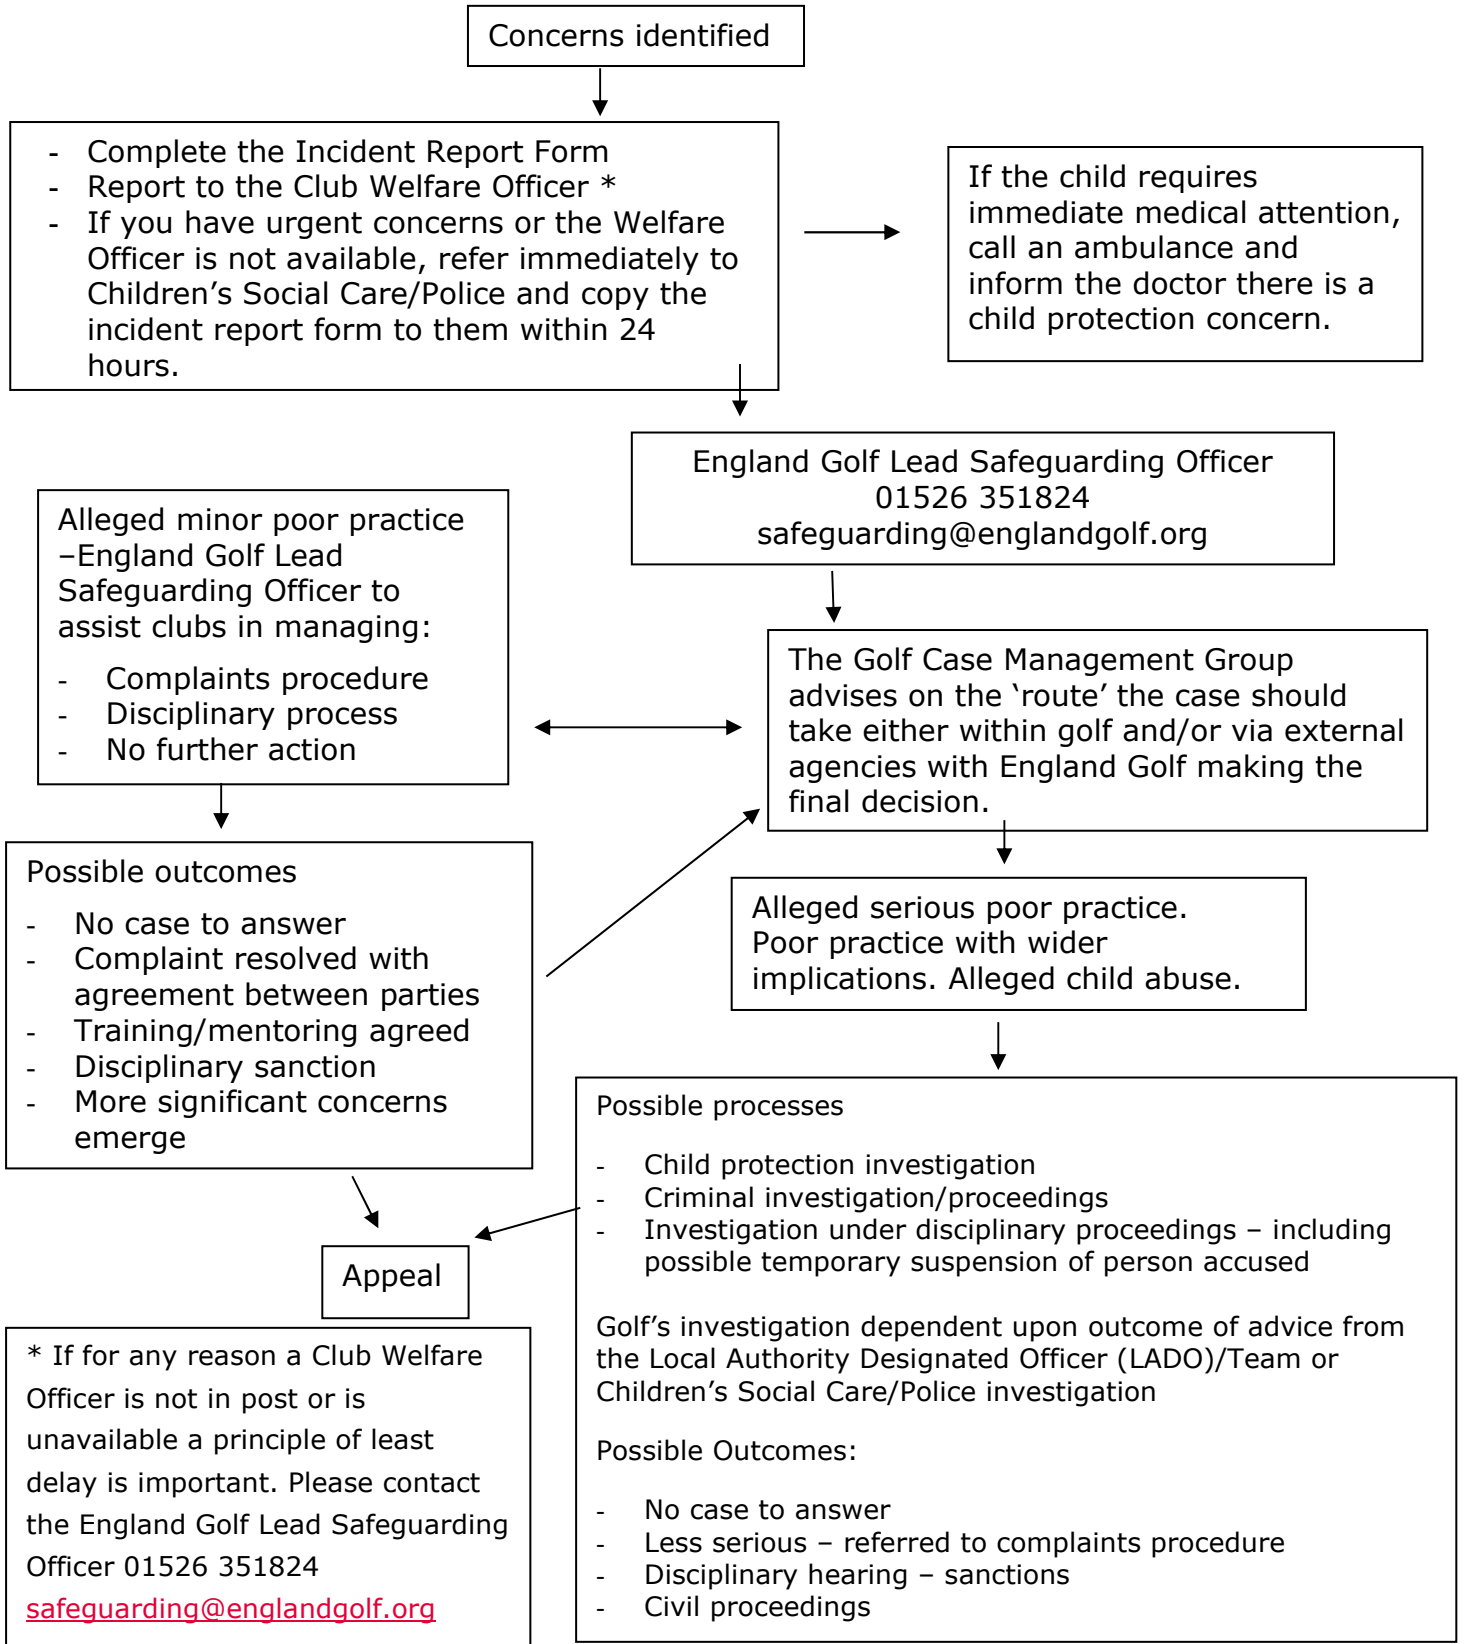 Concerns identified
- Complete the Incident Report Form
- Report to the Club Welfare Officer *
- If you have urgent concerns or the Welfare
Officer is not available, refer immediately to
Children’s Social Care/Police and copy the
incident report form to them within 24
hours.
If the child requires
immediate medical attention,
call an ambulance and
inform the doctor there is a
child protection concern.
England Golf Lead Safeguarding Officer
01526 351824
safeguarding@englandgolf.org
Alleged minor poor practice
–England Golf Lead
Safeguarding Officer to
assist clubs in managing:
- Complaints procedure
- Disciplinary process
- No further action
The Golf Case Management Group
advises on the ‘route’ the case should
take either within golf and/or via external
agencies with England Golf making the
final decision.
Possible outcomes
- No case to answer
- Complaint resolved with
agreement between parties
- Training/mentoring agreed
- Disciplinary sanction
- More significant concerns
emerge
Alleged serious poor practice.
Poor practice with wider
implications. Alleged child abuse.
Possible processes
- Child protection investigation
- Criminal investigation/proceedings
- Investigation under disciplinary proceedings – including
possible temporary suspension of person accused
Golf’s investigation dependent upon outcome of advice from
the Local Authority Designated Officer (LADO)/Team or
Children’s Social Care/Police investigation
Possible Outcomes:
- No case to answer
- Less serious – referred to complaints procedure
- Disciplinary hearing – sanctions
- Civil proceedings
Appeal
* If for any reason a Club Welfare
Officer is not in post or is
unavailable a principle of least
delay is important. Please contact
the England Golf Lead Safeguarding
Officer 01526 351824
safeguarding@englandgolf.org